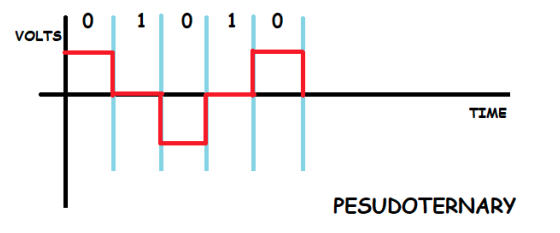 0 1 0 1 0
VOLTS
TIME
PESUDOTERNARY